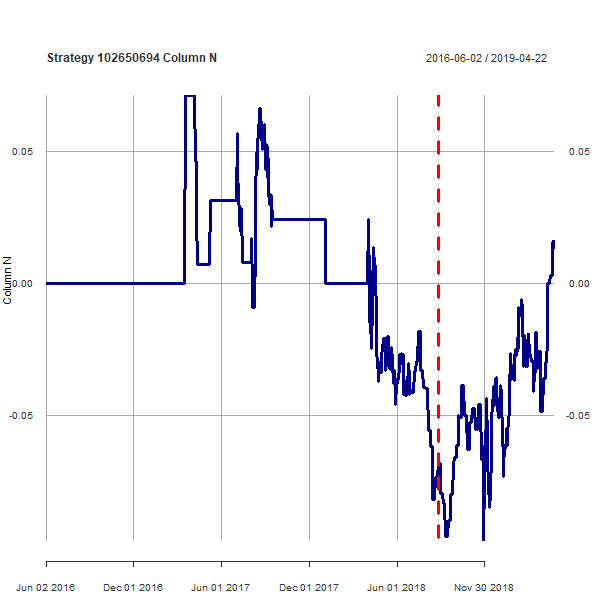 Strategy 102650694 Column N 2016-06-02 / 2019-04-22
0.05 0.05
0.00 0.00
Column N
-0.05 -0.05
Jun 02 2016 Dec 01 2016 Jun 01 2017 Dec 01 2017 Jun 01 2018 Nov 30 2018